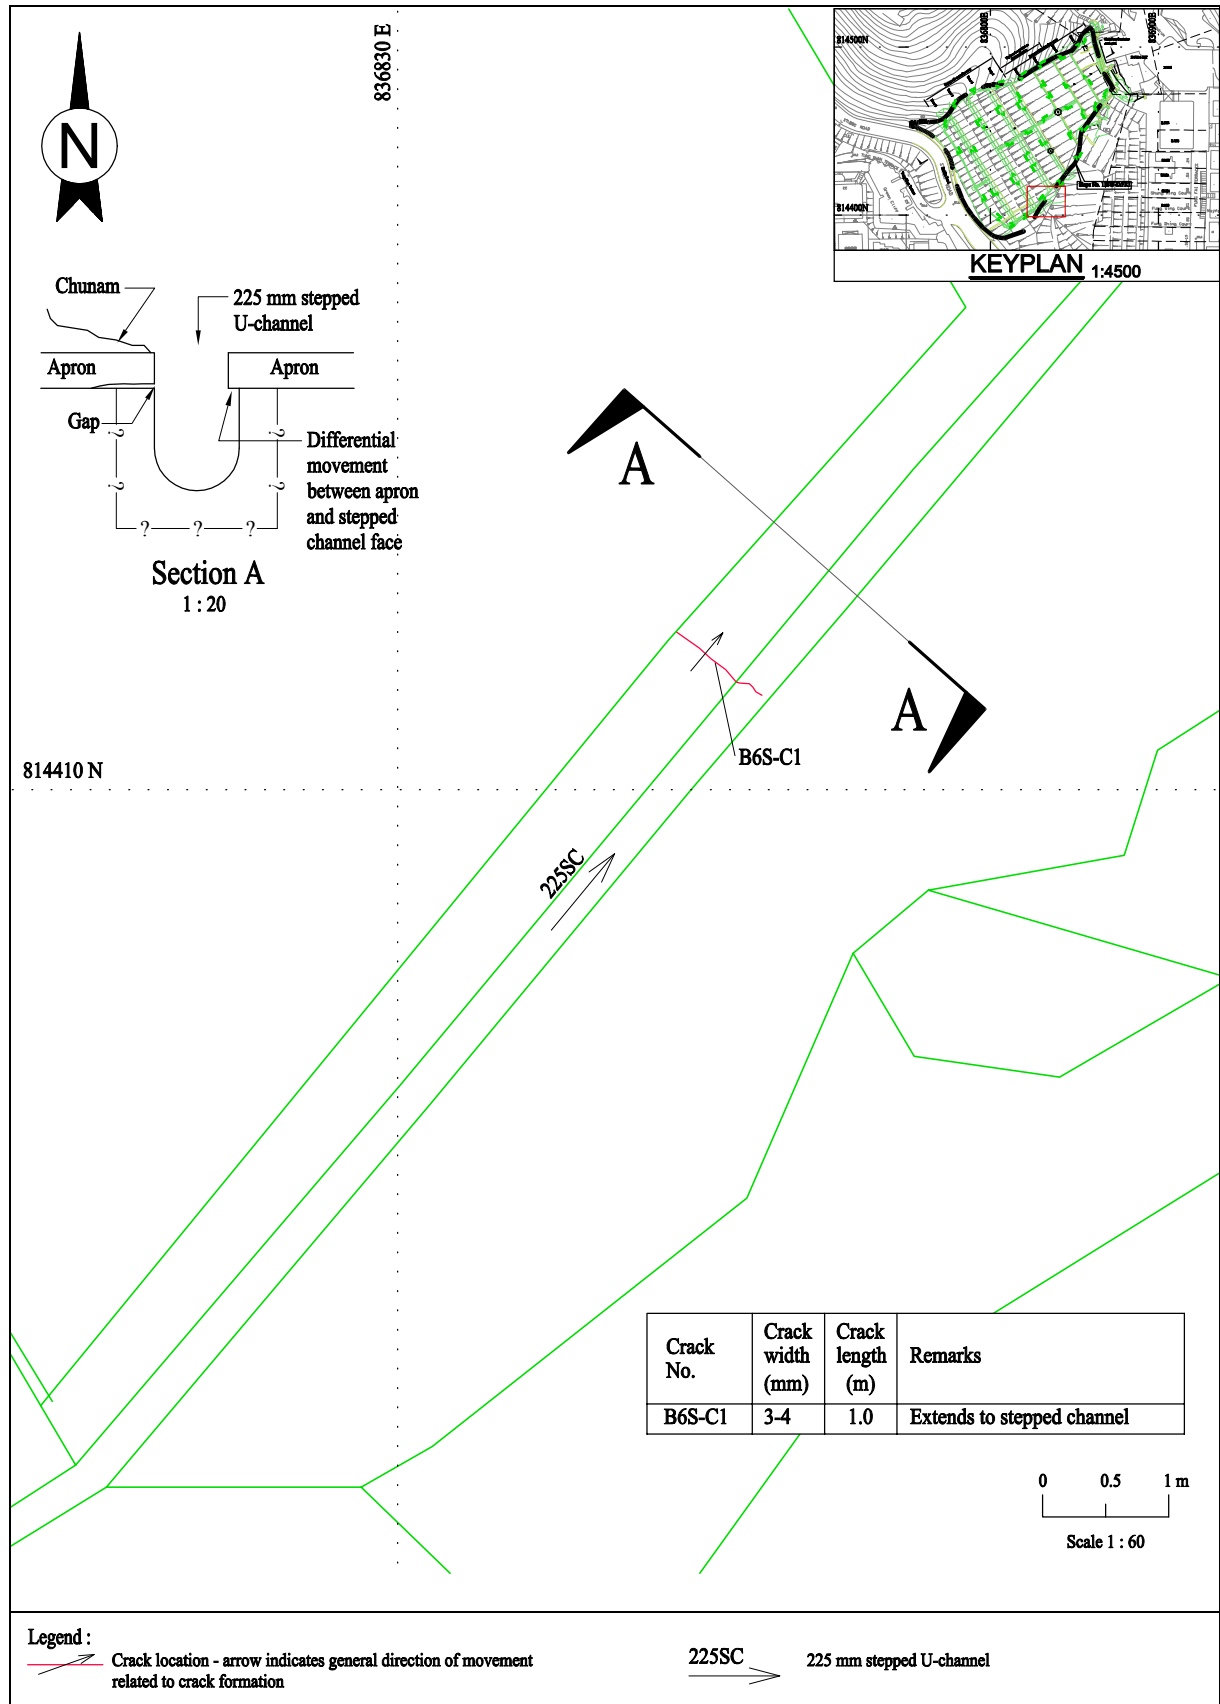 836830 E
N
814500N
836800E
836900E
814400N
KEYPLAN 1:4500
Chunam
225 mm stepped
U-channel
Apron
Apron
Gap
?
?
?
?
? ? ?
Differential
movement
between apron
and stepped
channel face
Section A
1 : 20
A
A
B6S-C1
814410 N
225SC
Crack No. Crack width (mm) Crack length (m) Remarks
B6S-C1 3-4 1.0 Extends to stepped channel
0 0.5 1 m
Scale 1 : 60
Legend :
Crack location - arrow indicates general direction of movement
related to crack formation
225SC 225 mm stepped U-channel